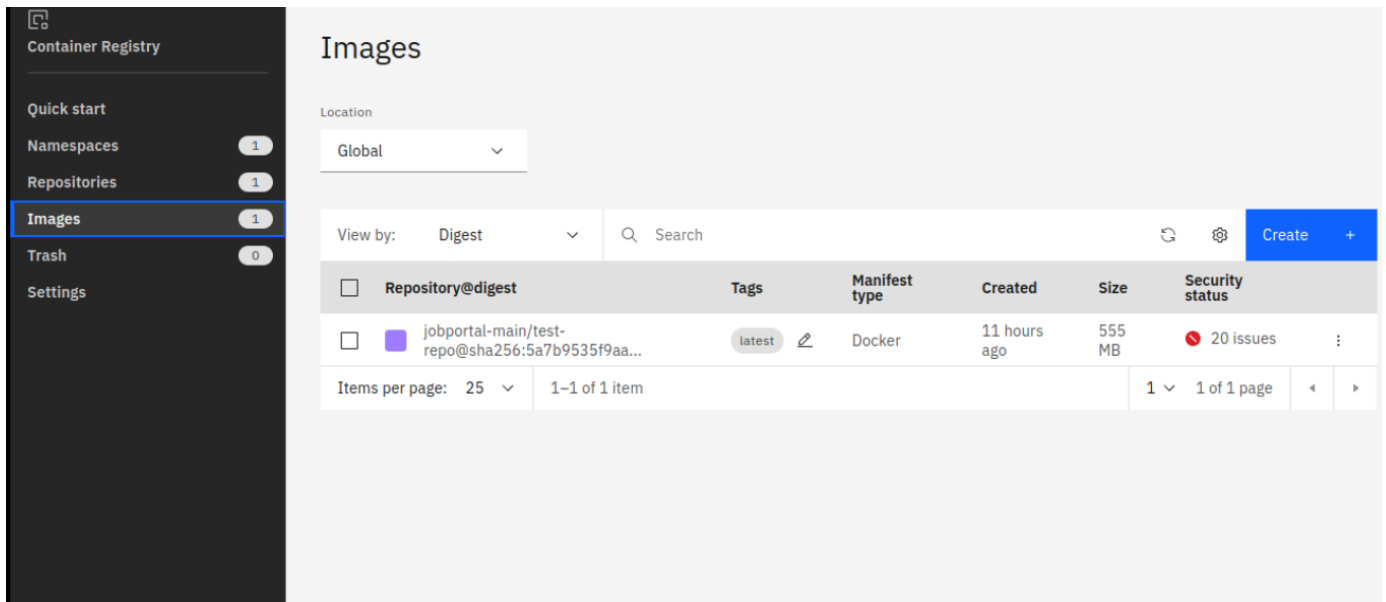 Container Registry
Quick start
Namespaces 1
Repositories 1
Images 1
Trash 0
Settings
Images
Location
Global
View by: Digest Search Create +
Repository@digest Tags Manifest type Created Size Security status
jobportal-main/test-
repo@sha256:5a7b9535f9aa... latest Docker 11 hours ago 555 MB 20 issues
Items per page: 25 1–1 of 1 item 1 1 of 1 page